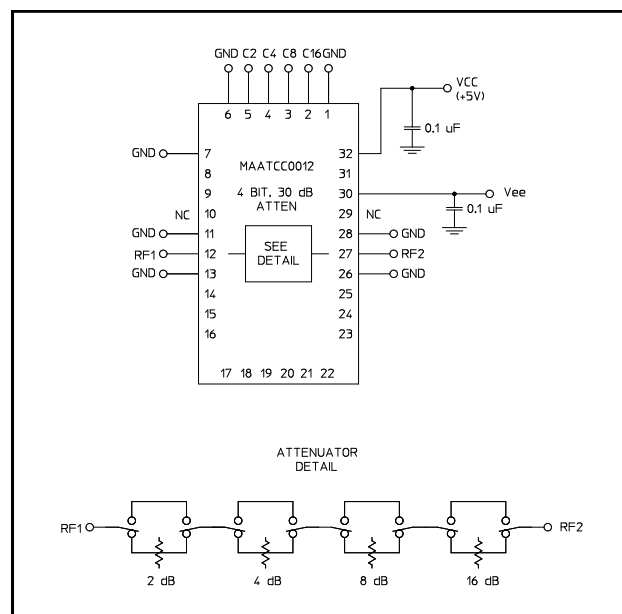 GND C2 C4 C8 C16 GND
6 5 4 3 2 1
VCC
(+5V)
0.1 uF
GND 7 32
MAATCC0012
8 31
4 BIT, 30 dB
9 30 Vee
ATTEN
0.1 uF
NC 10 29 NC
GND 11 28 GND
SEE
RF1 12 27 RF2
DETAIL
GND 13 26 GND
14 25
15 24
16 23
17 18 19 20 21 22
ATTENUATOR
DETAIL
RF1 RF2
2 dB 4 dB 8 dB 16 dB